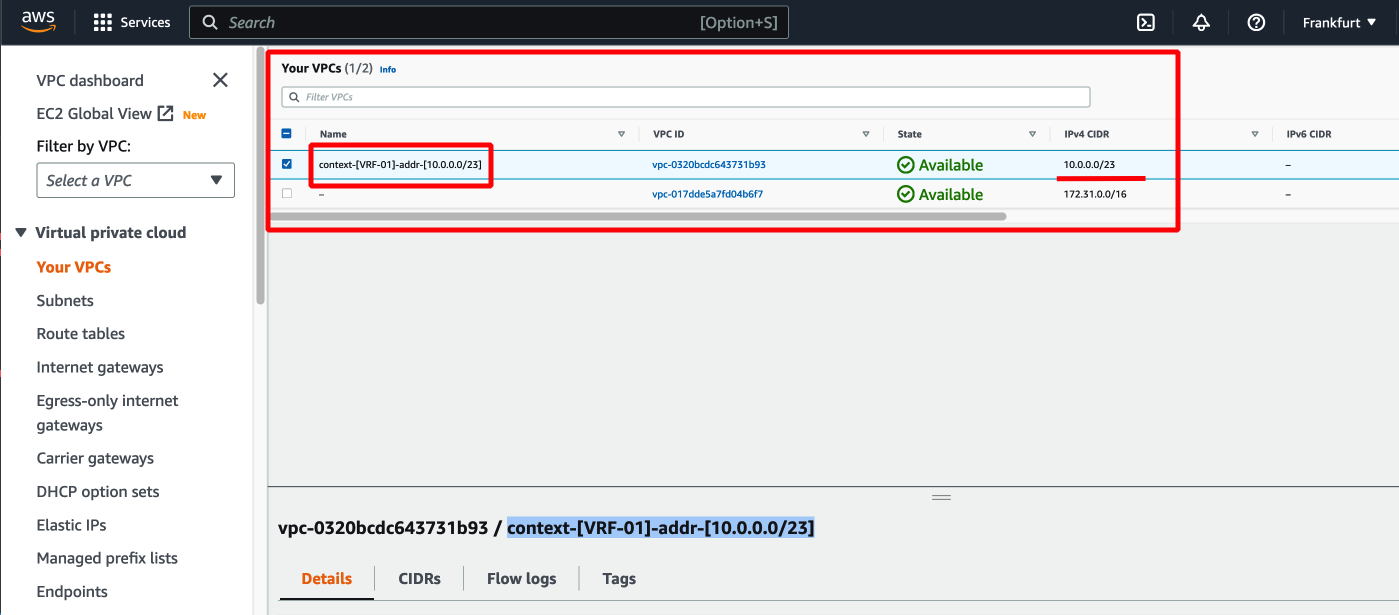 aws
Services
Search
[Option+S]
Frankfurt
VPC dashboard
EC2 Global View New
Filter by VPC:
Select a VPC
Virtual private cloud
Your VPCs
Subnets
Route tables
Internet gateways
Egress-only internet
gateways
Carrier gateways
DHCP option sets
Elastic IPs
Managed prefix lists
Endpoints
Your VPCs (1/2) Info
Filter VPCs
Name VPC ID State IPv4 CIDR IPv6 CIDR
context-[VRF-01]-addr-[10.0.0.0/23] vpc-0320bcdc643731b93 Available 10.0.0.0/23 –
– vpc-017dde5a7fd04b6f7 Available 172.31.0.0/16 –
vpc-0320bcdc643731b93 / context-[VRF-01]-addr-[10.0.0.0/23]
Details CIDRs Flow logs Tags